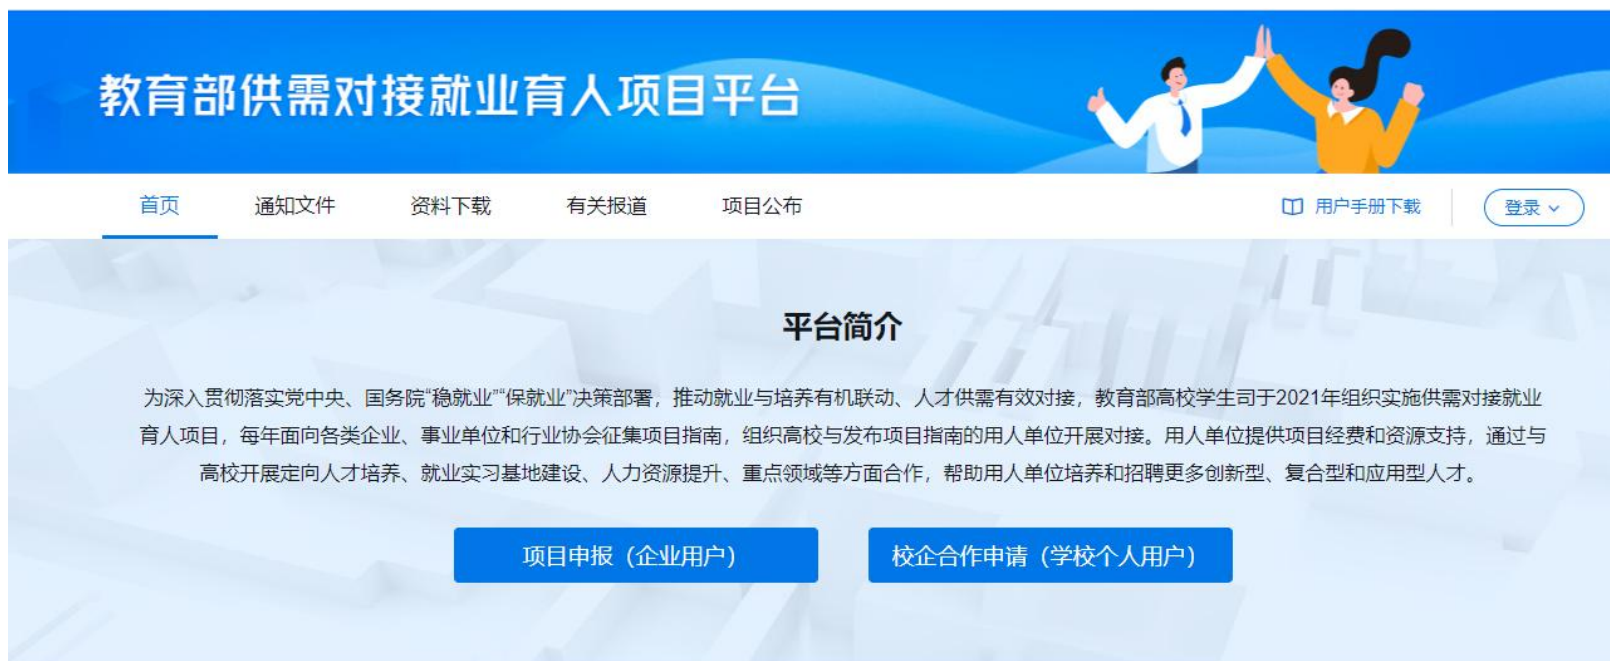 教育部供需对接就业育人项目平台
首页 通知文件 资料下载 有关报道 项目公布 用户手册下载 登录
平台简介
为深入贯彻落实党中央、国务院“稳就业”“保就业”决策部署，推动就业与培养有机联动、人才供需有效对接，教育部高校学生司于2021年组织实施供需对接就业
育人项目，每年面向各类企业、事业单位和行业协会征集项目指南，组织高校与发布项目指南的用人单位开展对接。用人单位提供项目经费和资源支持，通过与
高校开展定向人才培养、就业实习基地建设、人力资源提升、重点领域等方面合作，帮助用人单位培养和招聘更多创新型、复合型和应用型人才。
项目申报（企业用户） 校企合作申请（学校个人用户）